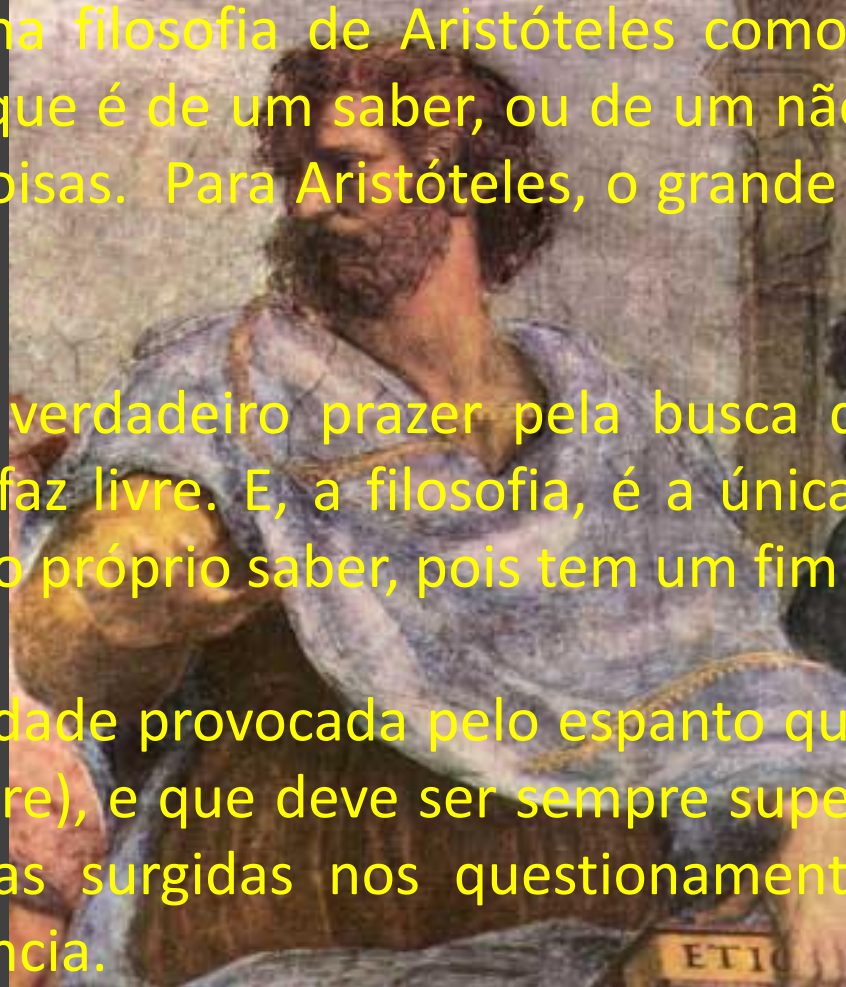 na filosofia de Aristóteles como
que é de um saber, ou de um nã
oisas. Para Aristóteles, o grande
verdadeiro prazer pela busca
faz livre. E, a filosofia, é a única
o próprio saber, pois tem um fim
dade provocada pelo espanto qu
re), e que deve ser sempre supe
as surgidas nos questionament
ncia.
ETIC